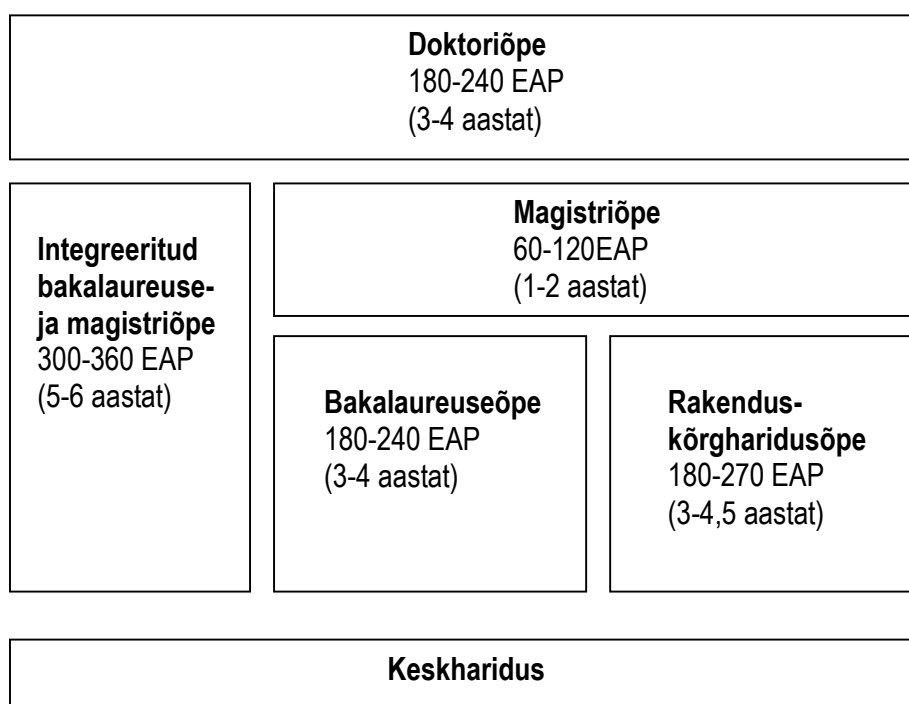 Doktoriõpe
180-240 EAP
(3-4 aastat)
Integreeritud
bakalaureuse-
ja magistriõpe
300-360 EAP
(5-6 aastat)
Magistriõpe
60-120EAP
(1-2 aastat)
Bakalaureuseõpe
180-240 EAP
(3-4 aastat)
Rakendus-
kõrgharidusõpe
180-270 EAP
(3-4,5 aastat)
Keskharidus